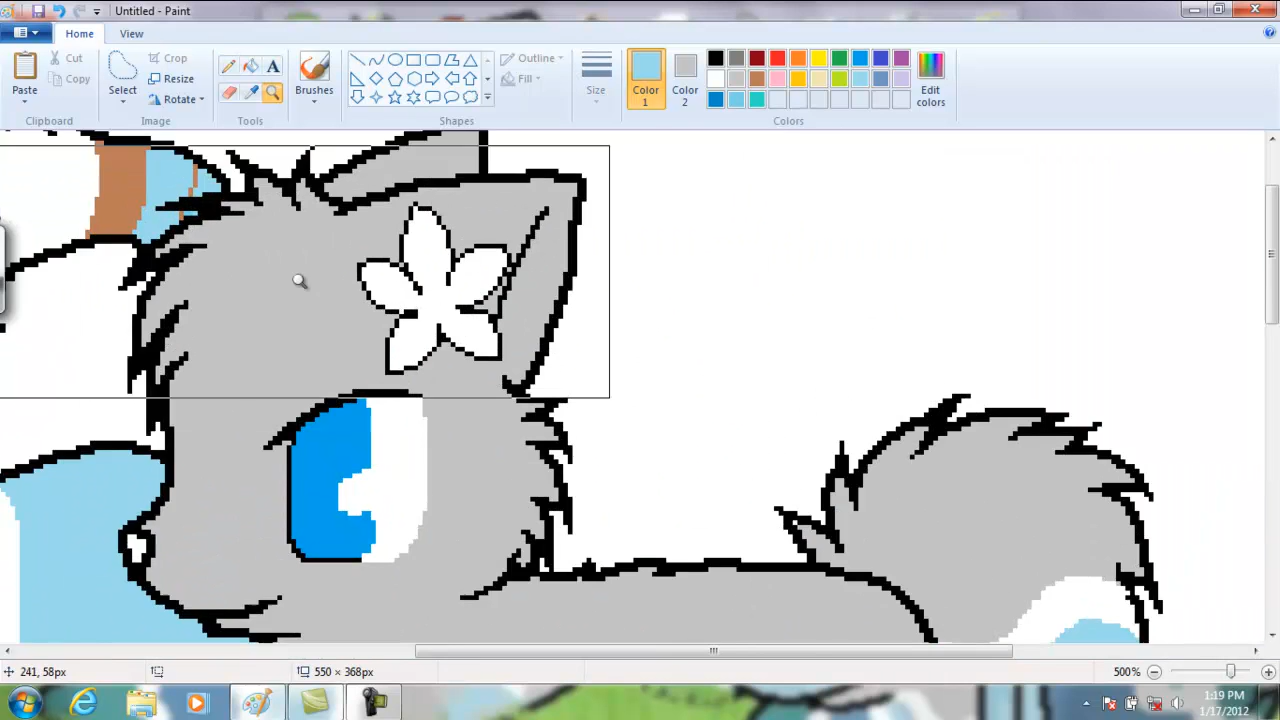 Untitled - Paint
Home
View
Paste
Cut
Copy
Clipboard
Select
Crop
Resize
Rotate
Image
A
Tools
Brushes
Outline
Fill
Shapes
Size
Color
1
Color
2
Edit
colors
Colors
241, 58px
550 × 368px
500%
1:19 PM
1/17/2012